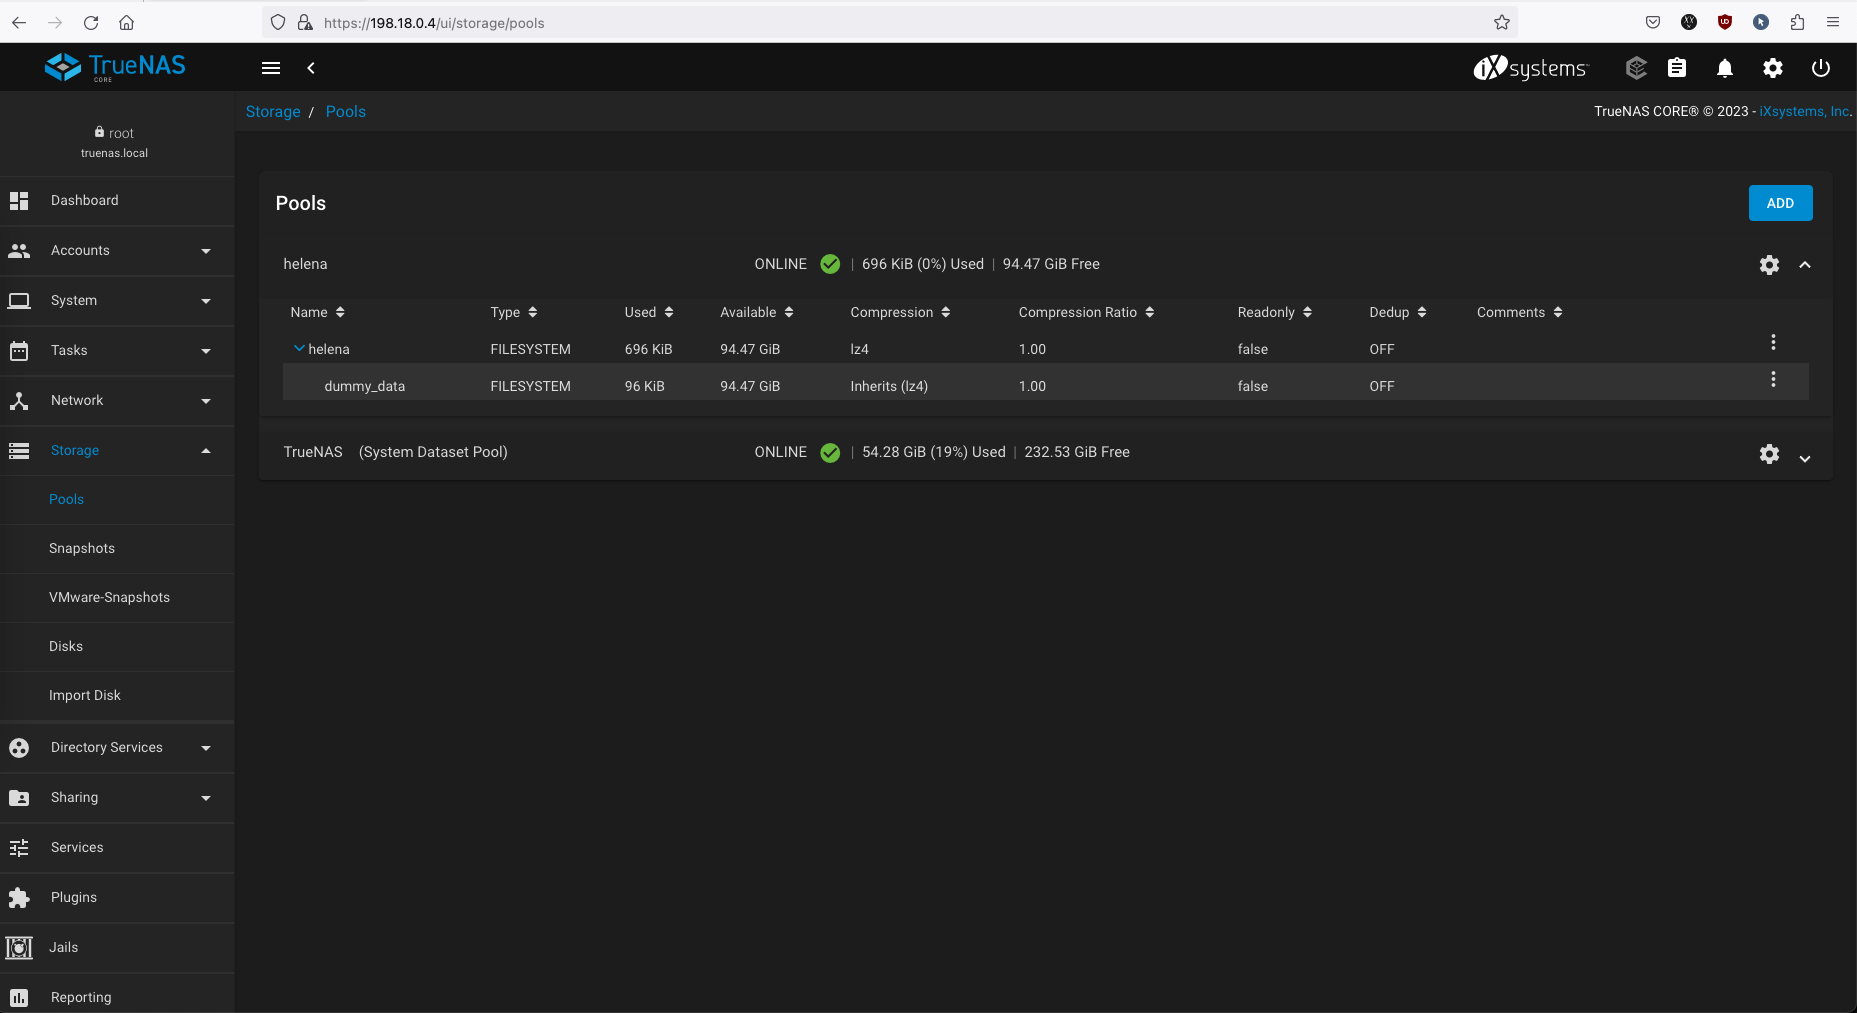 https://198.18.0.4/ui/storage/pools
TrueNAS
CORE
iXsystems™
Storage / Pools
TrueNAS CORE® © 2023 - iXsystems, Inc.
root
truenas.local
Dashboard
Accounts
System
Tasks
Network
Storage
Pools
Snapshots
VMware-Snapshots
Disks
Import Disk
Directory Services
Sharing
Services
Plugins
Jails
Reporting
Pools
ADD
helena ONLINE | 696 KiB (0%) Used | 94.47 GiB Free
Name Type Used Available Compression Compression Ratio Readonly Dedup Comments
helena FILESYSTEM 696 KiB 94.47 GiB lz4 1.00 false OFF
dummy_data FILESYSTEM 96 KiB 94.47 GiB Inherits (lz4) 1.00 false OFF
TrueNAS (System Dataset Pool) ONLINE | 54.28 GiB (19%) Used | 232.53 GiB Free